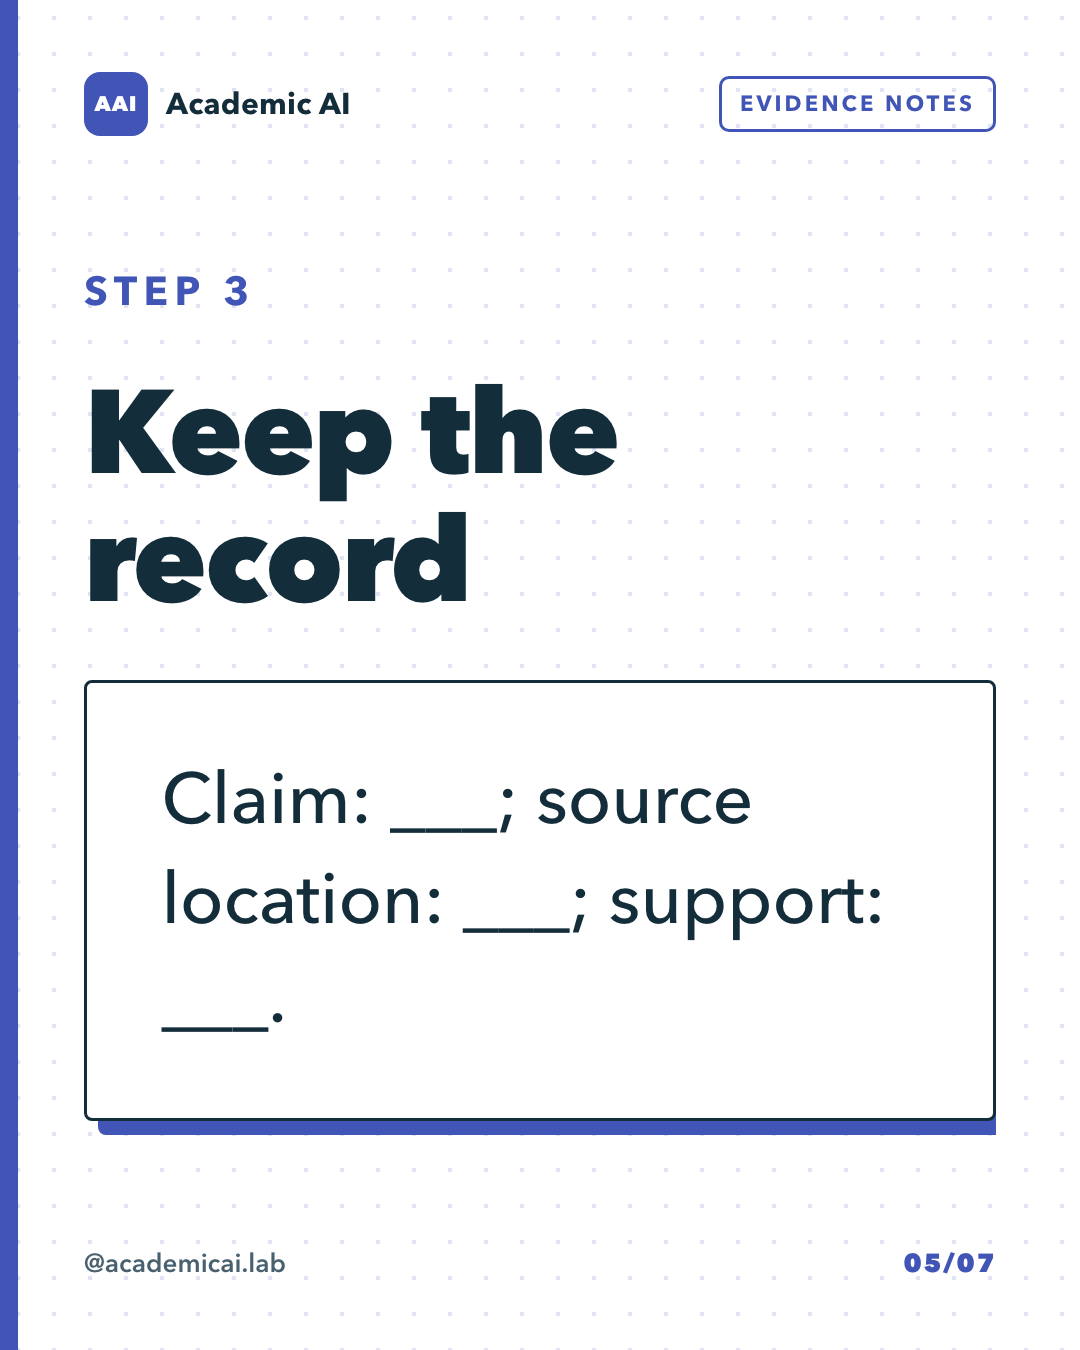 AAI
Academic AI
EVIDENCE NOTES
STEP 3
Keep the
record
Claim: ___; source
location: ___; support:
___.
@academicai.lab
05/07